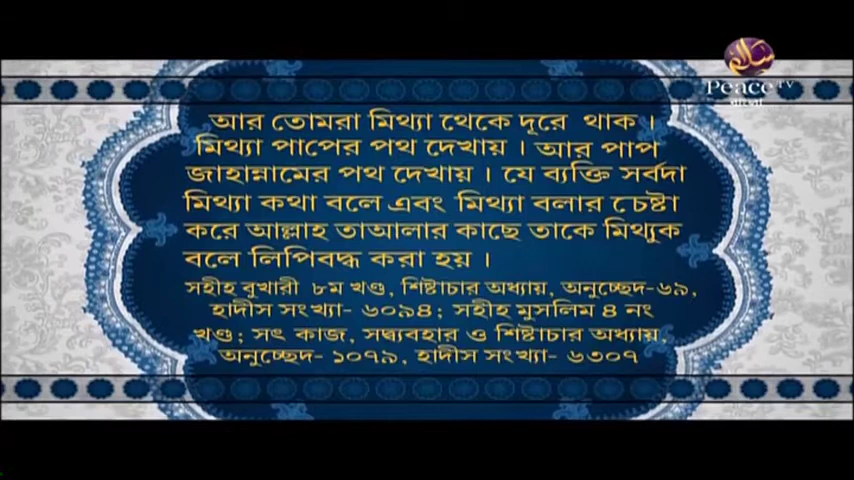 سلام
Peace TV
বাংলা
আর তোমরা মিথ্যা থেকে দূরে থাক ।
মিথ্যা পাপের পথ দেখায় । আর পাপ
জাহান্নামের পথ দেখায় । যে ব্যক্তি সর্বদা
মিথ্যা কথা বলে এবং মিথ্যা বলার চেষ্টা
করে আল্লাহ তাআলার কাছে তাকে মিথ্যুক
বলে লিপিবদ্ধ করা হয় ।
সহীহ বুখারী ৮ম খণ্ড, শিষ্টাচার অধ্যায়, অনুচ্ছেদ-৬৯,
হাদীস সংখ্যা- ৬০৯৪; সহীহ মুসলিম ৪ নং
খণ্ড; সৎ কাজ, সদ্ধ্যবহার ও শিষ্টাচার অধ্যায়,
অনুচ্ছেদ- ১০৭৯, হাদীস সংখ্যা- ৬৩০৭